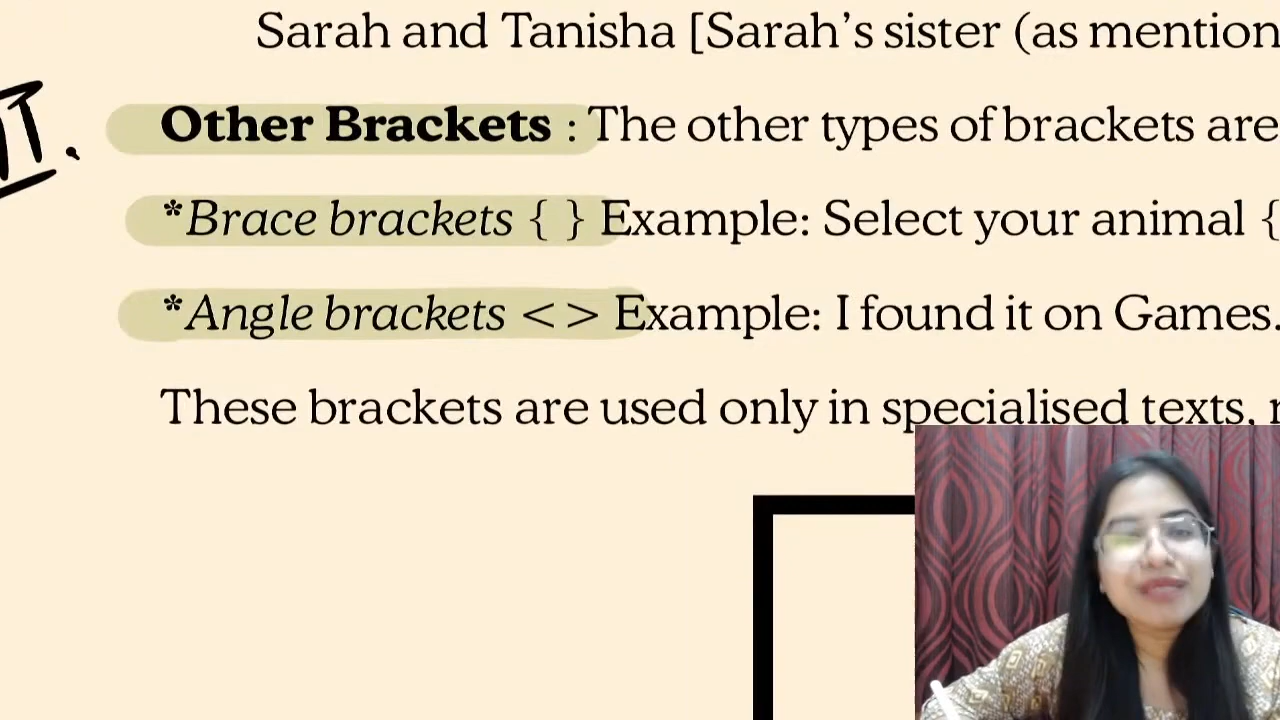 Sarah and Tanisha [Sarah’s sister (as mention
III.
Other Brackets : The other types of brackets are
*Brace brackets { } Example: Select your animal {
*Angle brackets < > Example: I found it on Games.
These brackets are used only in specialised texts,